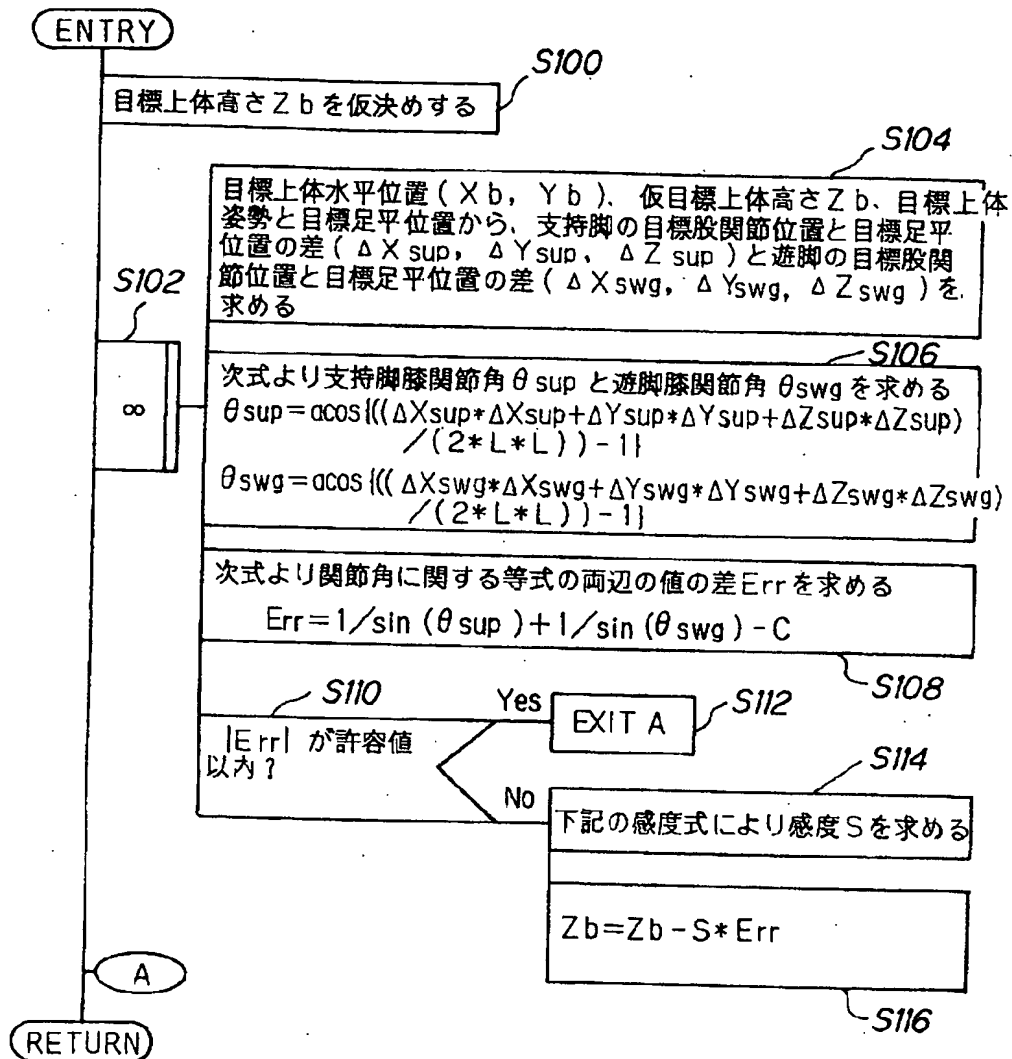 ENTRY
S100
目標上体高さZbを仮決めする
S104
目標上体水平位置(Xb, Yb)、仮目標上体高さZb、目標上体
姿勢と目標足平位置から、支持脚の目標股関節位置と目標足平
位置の差(ΔXsup, ΔYsup, ΔZsup)と遊脚の目標股関
節位置と目標足平位置の差(ΔXswg, ΔYswg, ΔZswg)を
求める
S102
∞
S106
次式より支持脚膝関節角θsupと遊脚膝関節角θswgを求める
θsup=acos{((ΔXsup*ΔXsup+ΔYsup*ΔYsup+ΔZsup*ΔZsup)
/(2*L*L))-1}
θswg=acos{((ΔXswg*ΔXswg+ΔYswg*ΔYswg+ΔZswg*ΔZswg)
/(2*L*L))-1}
次式より関節角に関する等式の両辺の値の差Errを求める
Err=1/sin(θsup)+1/sin(θswg)-C
S108
S110
|Err|が許容値
以内?
Yes
EXIT A
S112
No
S114
下記の感度式により感度Sを求める
Zb=Zb-S*Err
S116
A
RETURN